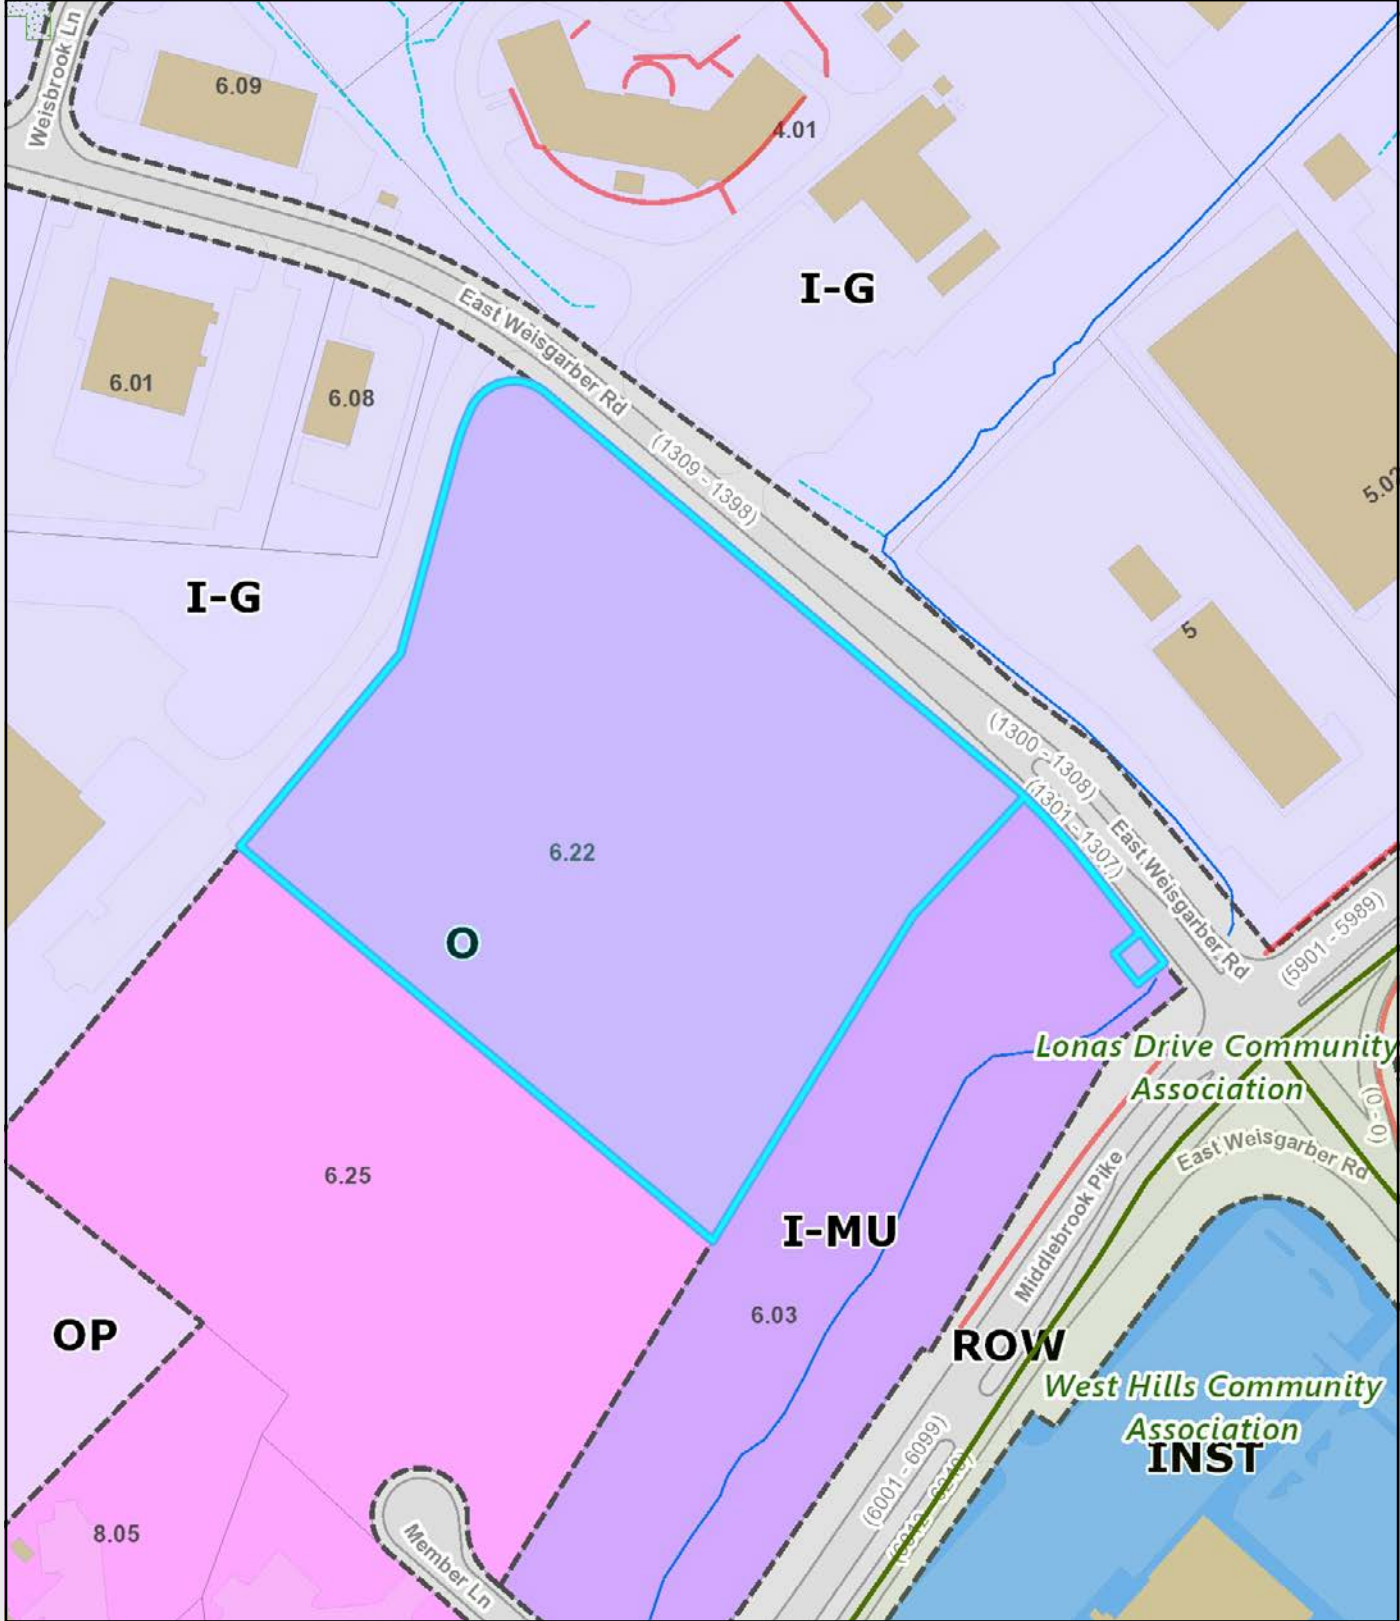 Weisbrook Ln
6.09
4.01
I-G
East Weisgarber Rd
6.01
6.08
(1309 - 1398)
I-G
5
(1300 - 1308)
(1301 - 1307)
East Weisgarber Rd
6.22
O
(5901 - 5989)
Lonas Drive Community
Association
(0 - 0)
East Weisgarber Rd
6.25
Middlebrook Pike
I-MU
6.03
OP
ROW
West Hills Community
Association
INST
(6001 - 6099)
8.05
Member Ln